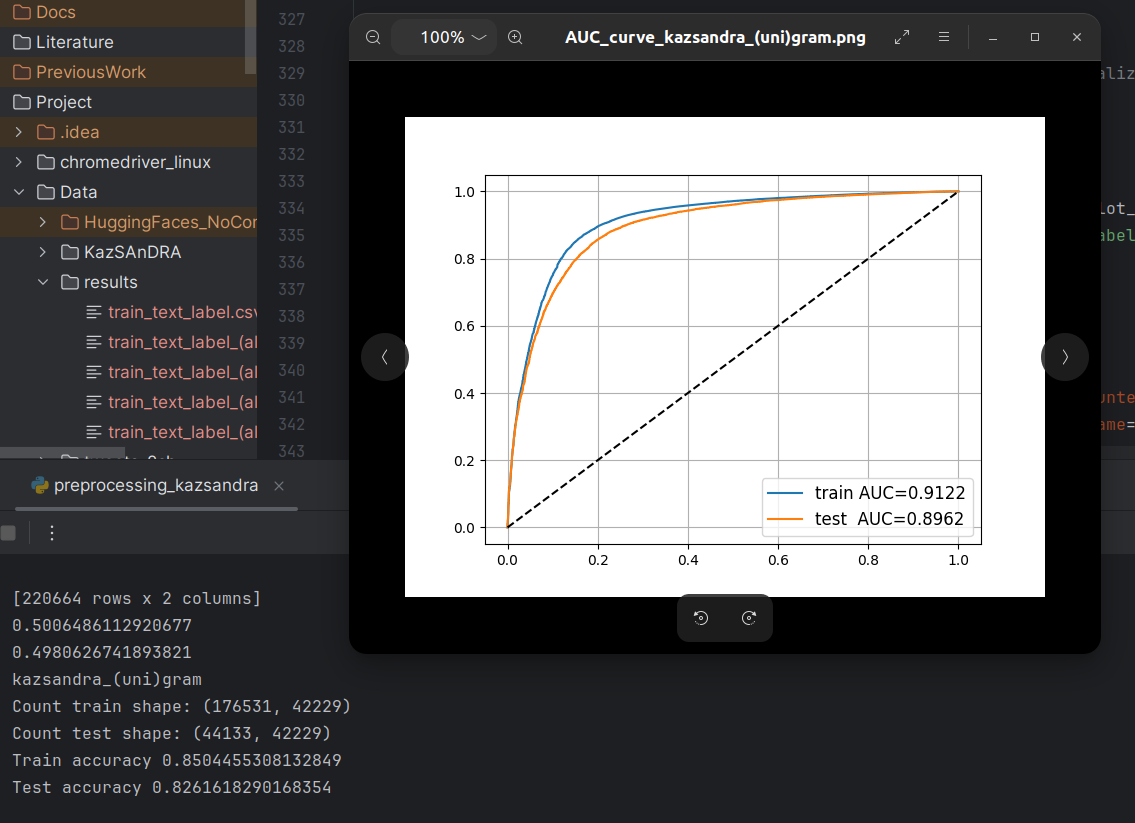 Docs
Literature
PreviousWork
Project
.idea
chromedriver_linux
Data
HuggingFaces_NoCor
KazSAnDRA
results
train_text_label.csv
train_text_label_(al
train_text_label_(al
train_text_label_(al
train_text_label_(al
327
328
329
330
331
332
333
334
335
336
337
338
339
340
341
342
343
100%
AUC_curve_kazsandra_(uni)gram.png
1.0
0.8
0.6
0.4
0.2
0.0
0.0 0.2 0.4 0.6 0.8 1.0
train AUC=0.9122
test AUC=0.8962
aliz
lot_
abel
unte
ame=
preprocessing_kazsandra
[220664 rows x 2 columns]
0.5006486112920677
0.4980626741893821
kazsandra_(uni)gram
Count train shape: (176531, 42229)
Count test shape: (44133, 42229)
Train accuracy 0.8504455308132849
Test accuracy 0.8261618290168354